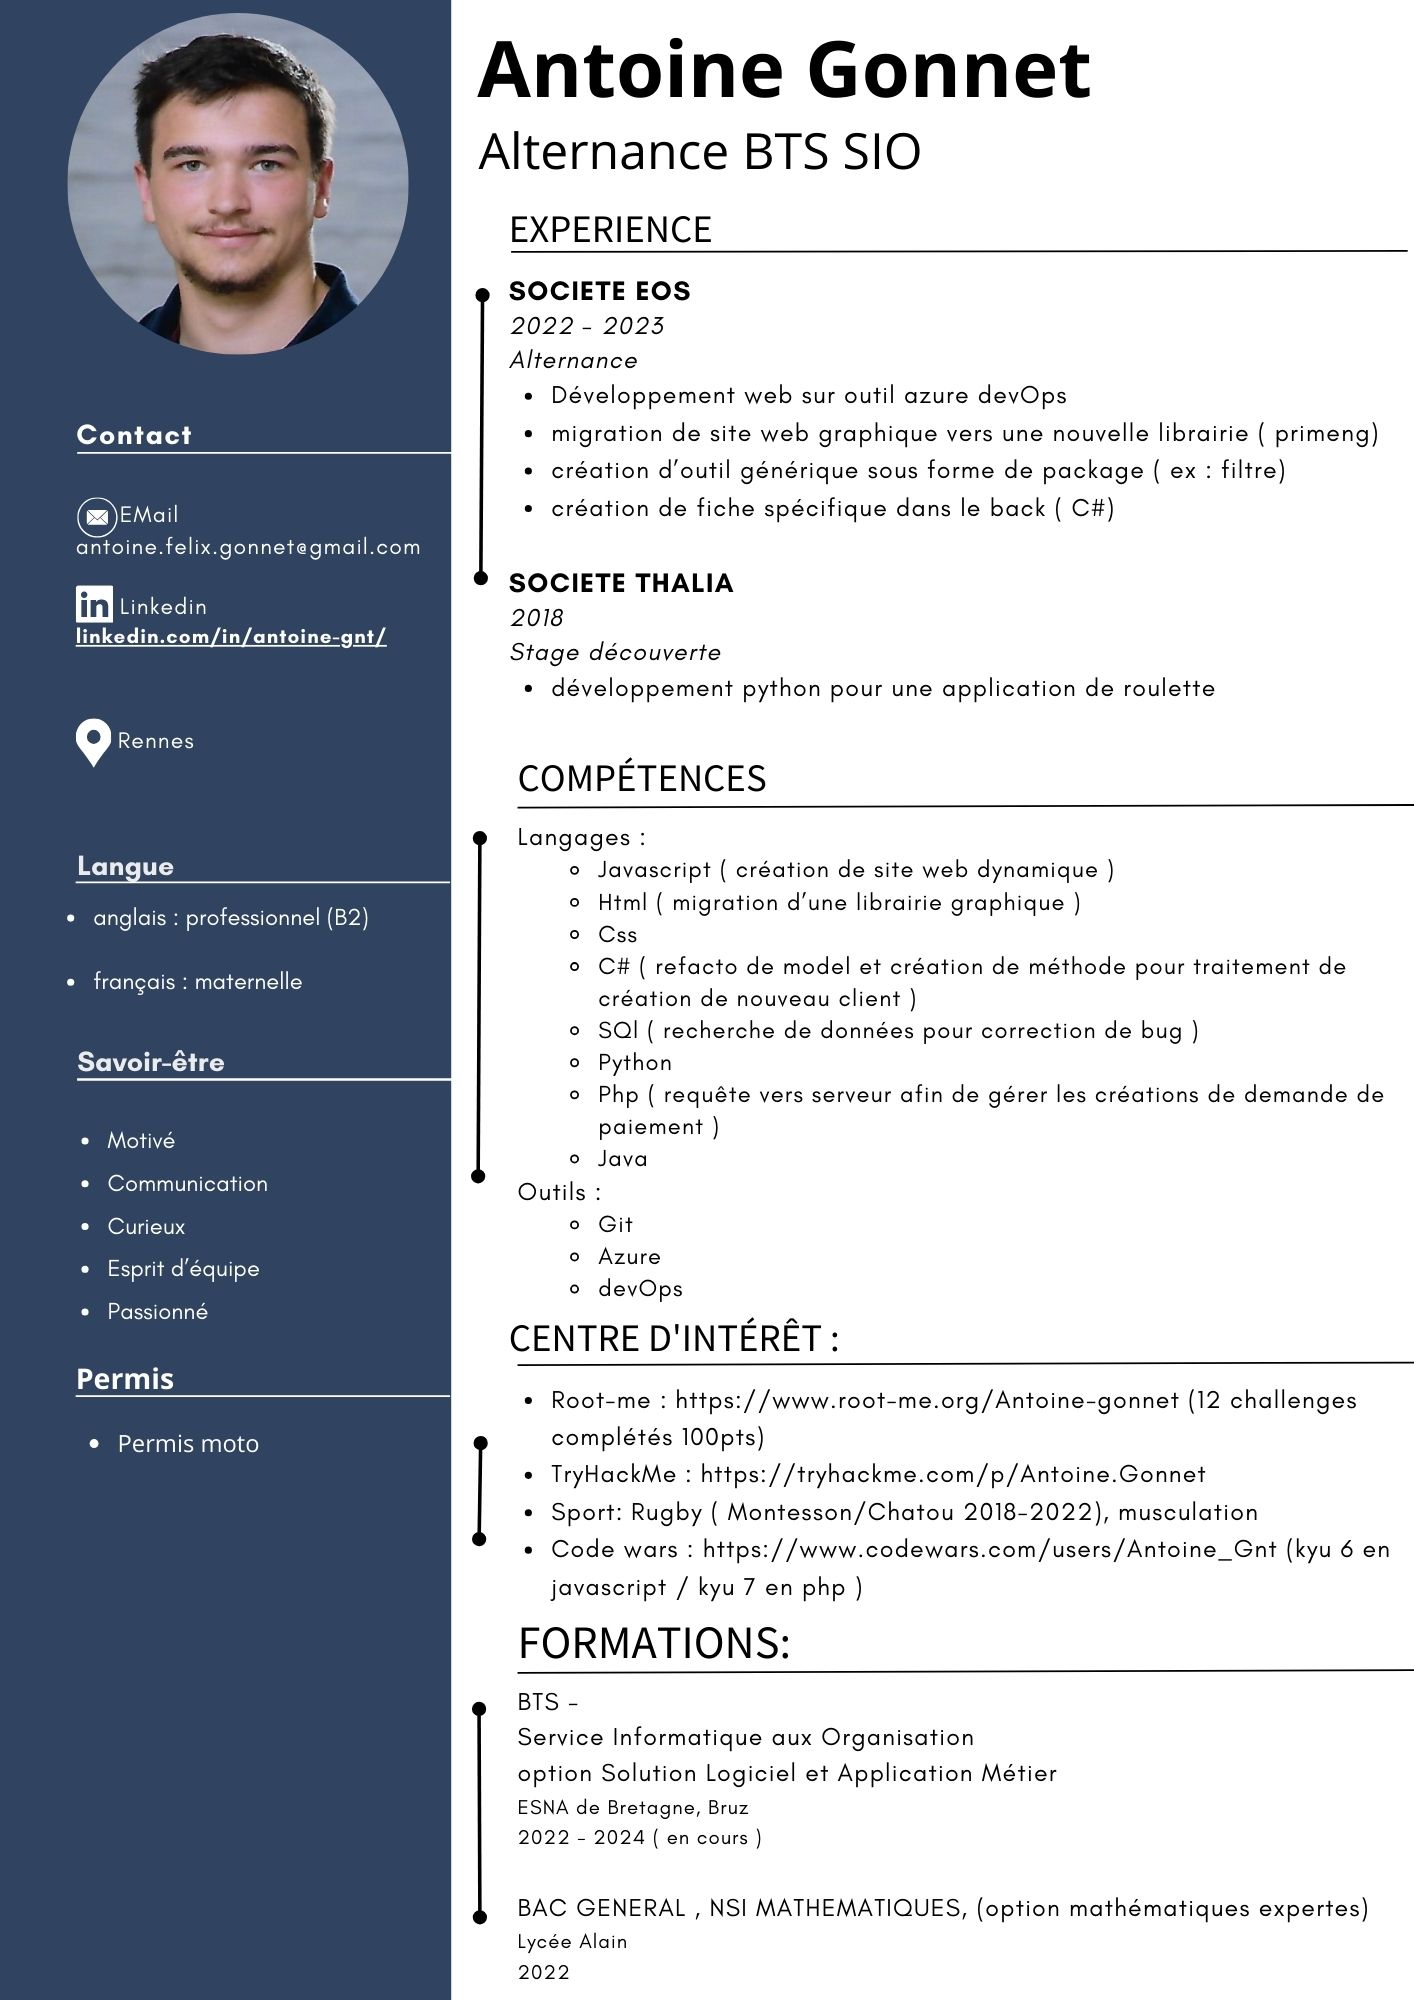 Antoine Gonnet
Alternance BTS SIO
Contact
EMail
antoine.felix.gonnet@gmail.com
in Linkedin
linkedin.com/in/antoine-gnt/
Rennes
Langue
• anglais : professionnel (B2)
• français : maternelle
Savoir-être
• Motivé
• Communication
• Curieux
• Esprit d’équipe
• Passionné
Permis
• Permis moto
EXPERIENCE
SOCIETE EOS
2022 - 2023
Alternance
• Développement web sur outil azure devOps
• migration de site web graphique vers une nouvelle librairie ( primeng)
• création d’outil générique sous forme de package ( ex : filtre)
• création de fiche spécifique dans le back ( C#)
SOCIETE THALIA
2018
Stage découverte
• développement python pour une application de roulette
COMPÉTENCES
Langages :
Javascript ( création de site web dynamique )
Html ( migration d’une librairie graphique )
Css
C# ( refacto de model et création de méthode pour traitement de
création de nouveau client )
SQl ( recherche de données pour correction de bug )
Python
Php ( requête vers serveur afin de gérer les créations de demande de
paiement )
Java
Outils :
Git
Azure
devOps
CENTRE D'INTÉRÊT :
• Root-me : https://www.root-me.org/Antoine-gonnet (12 challenges
complétés 100pts)
• TryHackMe : https://tryhackme.com/p/Antoine.Gonnet
• Sport: Rugby ( Montesson/Chatou 2018-2022), musculation
• Code wars : https://www.codewars.com/users/Antoine_Gnt (kyu 6 en
javascript / kyu 7 en php )
FORMATIONS:
BTS -
Service Informatique aux Organisation
option Solution Logiciel et Application Métier
ESNA de Bretagne, Bruz
2022 - 2024 ( en cours )
BAC GENERAL , NSI MATHEMATIQUES, (option mathématiques expertes)
Lycée Alain
2022